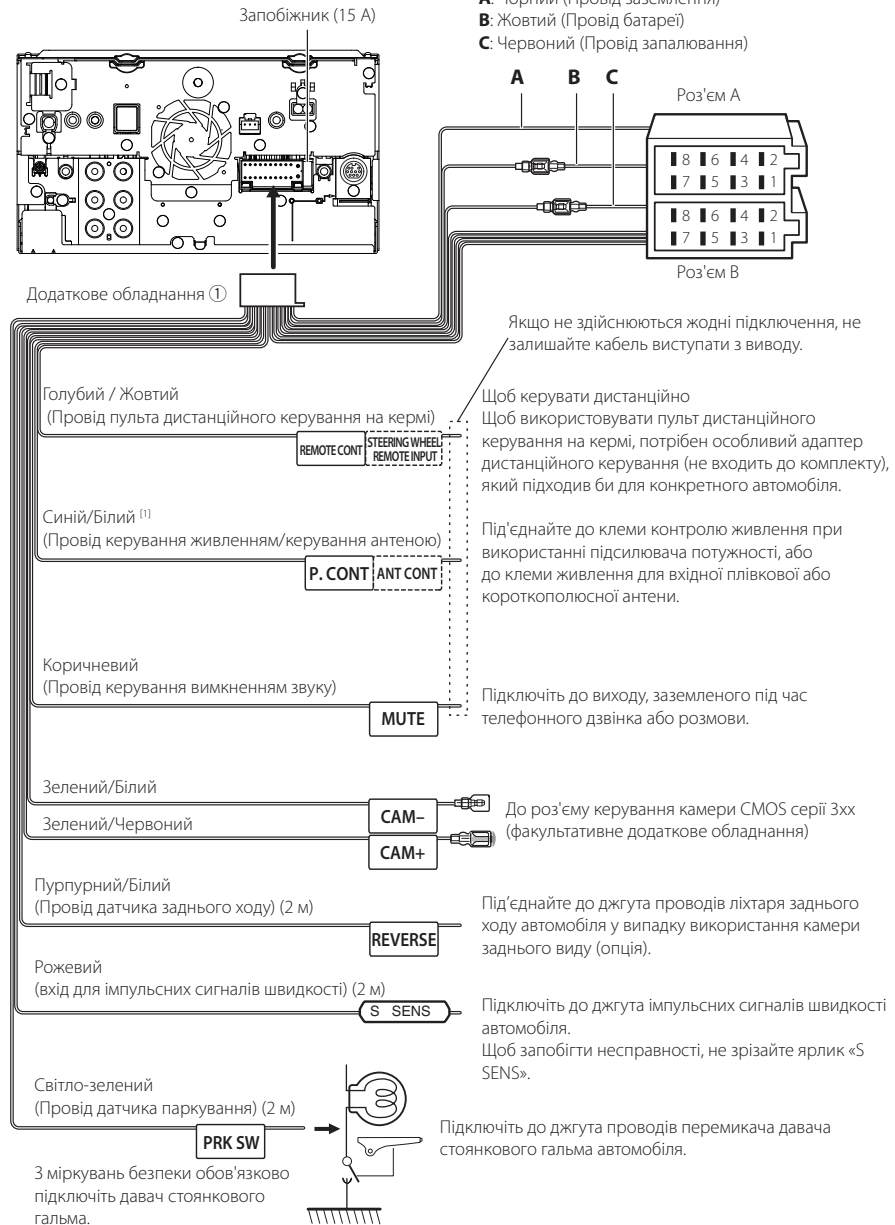 Запобіжник (15 A)
A: Чорний (Провід заземлення)
B: Жовтий (Провід батареї)
C: Червоний (Провід запалювання)
A B C
Роз'єм A
8 6 4 2
7 5 3 1
8 6 4 2
7 5 3 1
Роз'єм B
Додаткове обладнання ①
Якщо не здійснюються жодні підключення, не
залишайте кабель виступати з виводу.
Голубий / Жовтий
(Провід пульта дистанційного керування на кермі)
REMOTE CONT
STEERING WHEEL
REMOTE INPUT
Щоб керувати дистанційно
Щоб використовувати пульт дистанційного
керування на кермі, потрібен особливий адаптер
дистанційного керування (не входить до комплекту),
який підходив би для конкретного автомобіля.
Синій/Білий [1]
(Провід керування живленням/керування антеною)
P. CONT ANT CONT
Під'єднайте до клеми контролю живлення при
використанні підсилювача потужності, або
до клеми живлення для вхідної плівкової або
короткополюсної антени.
Коричневий
(Провід керування вимкненням звуку)
MUTE
Підключіть до виходу, заземленого під час
телефонного дзвінка або розмови.
Зелений/Білий
CAM–
Зелений/Червоний
CAM+
До роз'єму керування камери CMOS серії 3xx
(факультативне додаткове обладнання)
Пурпурний/Білий
(Провід датчика заднього ходу) (2 м)
REVERSE
Під’єднайте до джгута проводів ліхтаря заднього
ходу автомобіля у випадку використання камери
заднього виду (опція).
Рожевий
(вхід для імпульсних сигналів швидкості) (2 м)
S SENS
Підключіть до джгута імпульсних сигналів швидкості
автомобіля.
Щоб запобігти несправності, не зрізайте ярлик «S
SENS».
Світло-зелений
(Провід датчика паркування) (2 м)
PRK SW
Підключіть до джгута проводів перемикача давача
стоянкового гальма автомобіля.
З міркувань безпеки обов'язково
підключіть давач стоянкового
гальма.